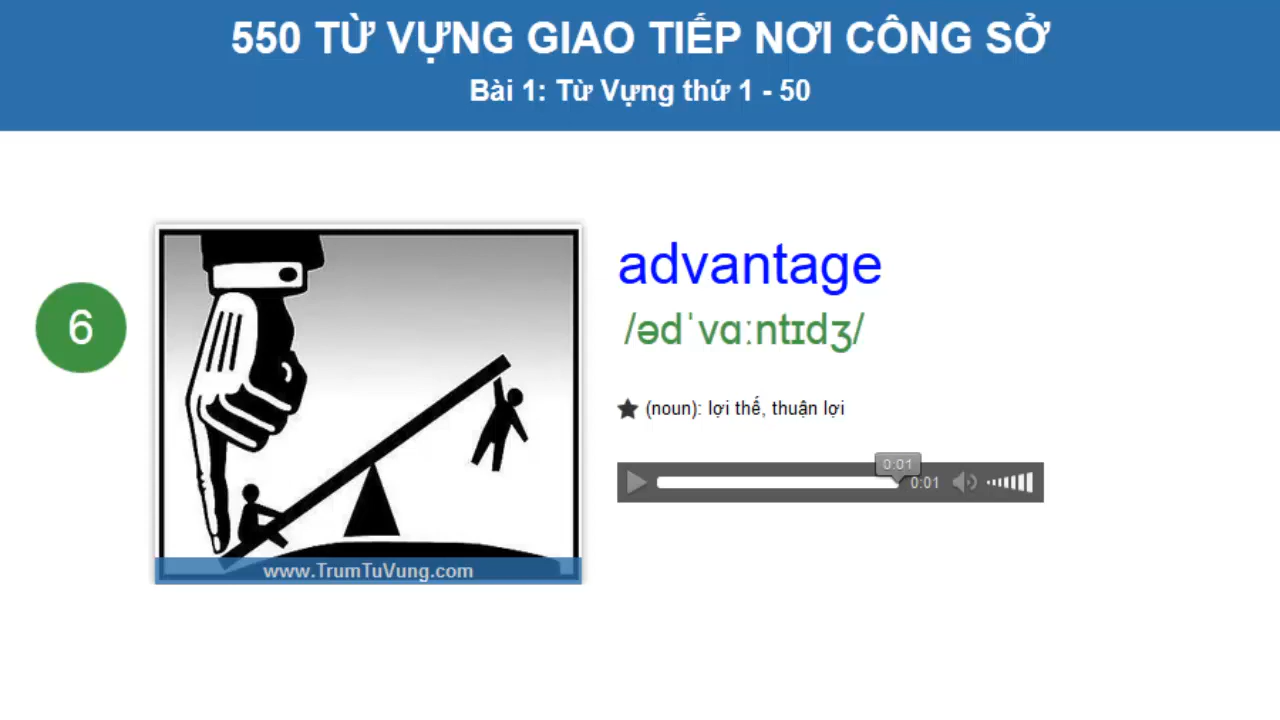 550 TỪ VỰNG GIAO TIẾP NƠI CÔNG SỞ
Bài 1: Từ Vựng thứ 1 - 50
6
advantage
/ədˈvɑːntɪdʒ/
(noun): lợi thế, thuận lợi
0:01
0:01
www.TrumTuVung.com